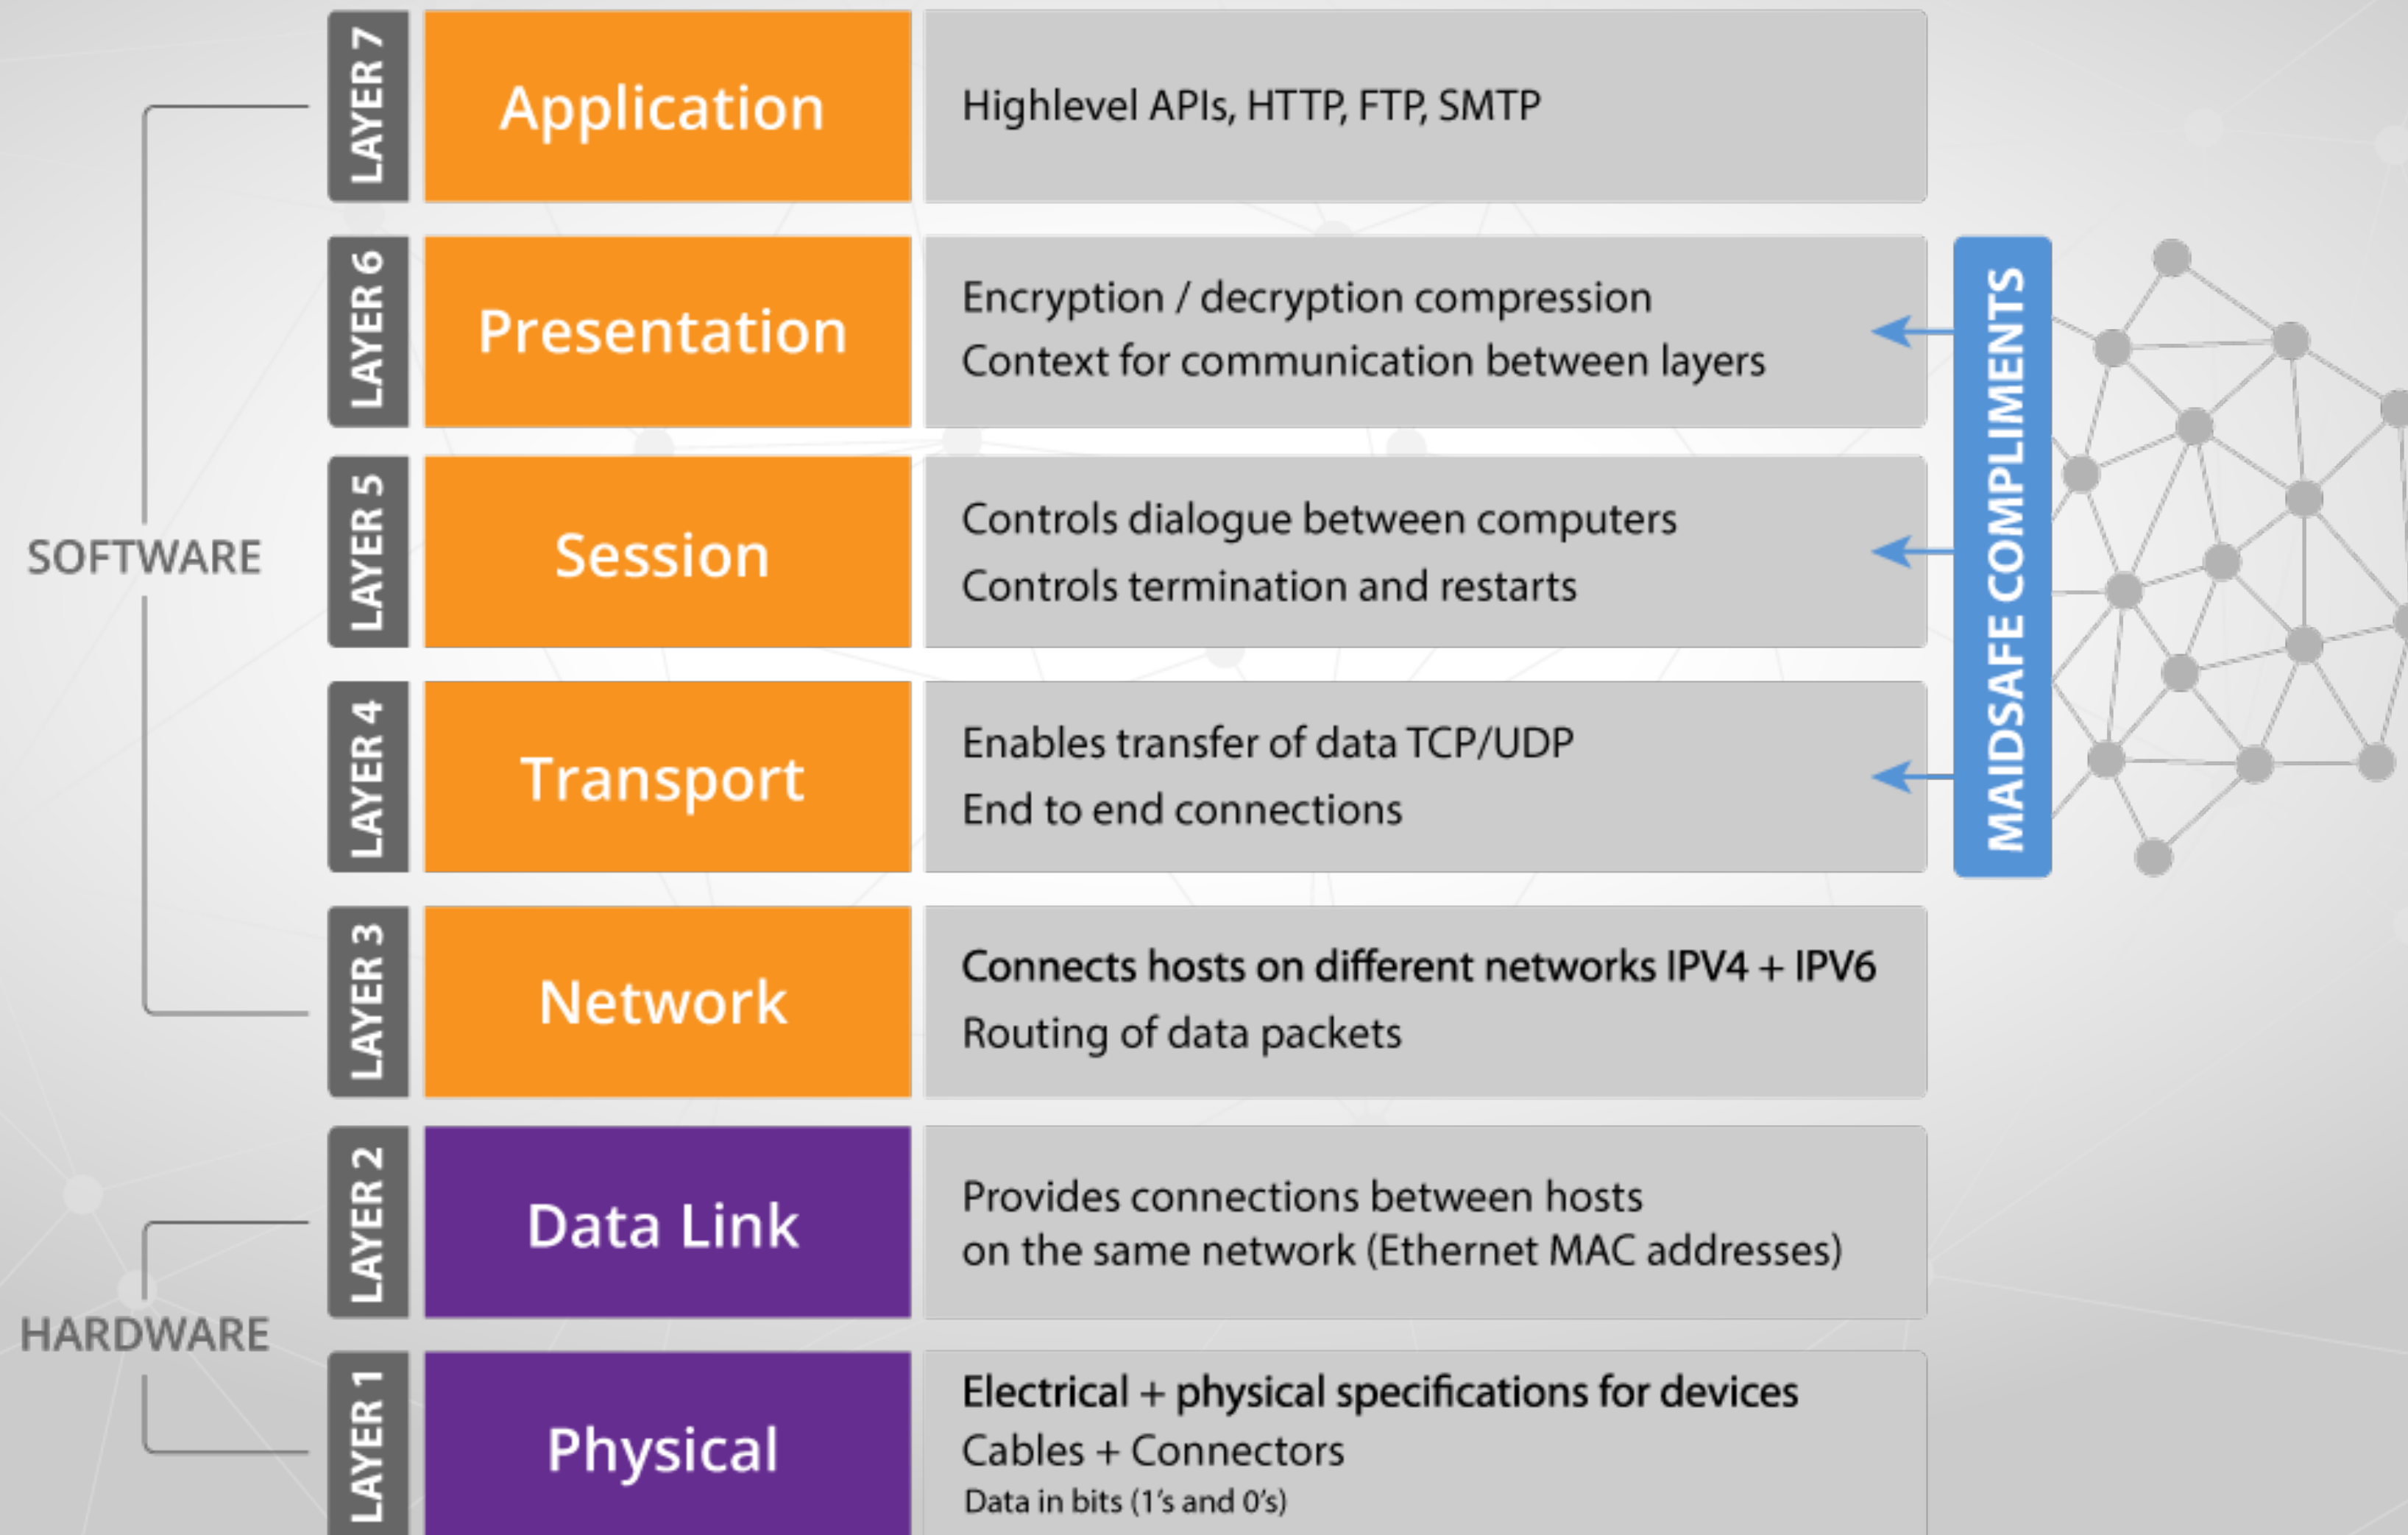 LAYER 7
Application
Highlevel APIs, HTTP, FTP, SMTP
LAYER 6
Presentation
Encryption / decryption compression
Context for communication between layers
LAYER 5
Session
Controls dialogue between computers
Controls termination and restarts
LAYER 4
Transport
Enables transfer of data TCP/UDP
End to end connections
LAYER 3
Network
Connects hosts on different networks IPV4 + IPV6
Routing of data packets
LAYER 2
Data Link
Provides connections between hosts
on the same network (Ethernet MAC addresses)
LAYER 1
Physical
Electrical + physical specifications for devices
Cables + Connectors
Data in bits (1's and 0's)
SOFTWARE
HARDWARE
MAIDSAFE COMPLIMENTS